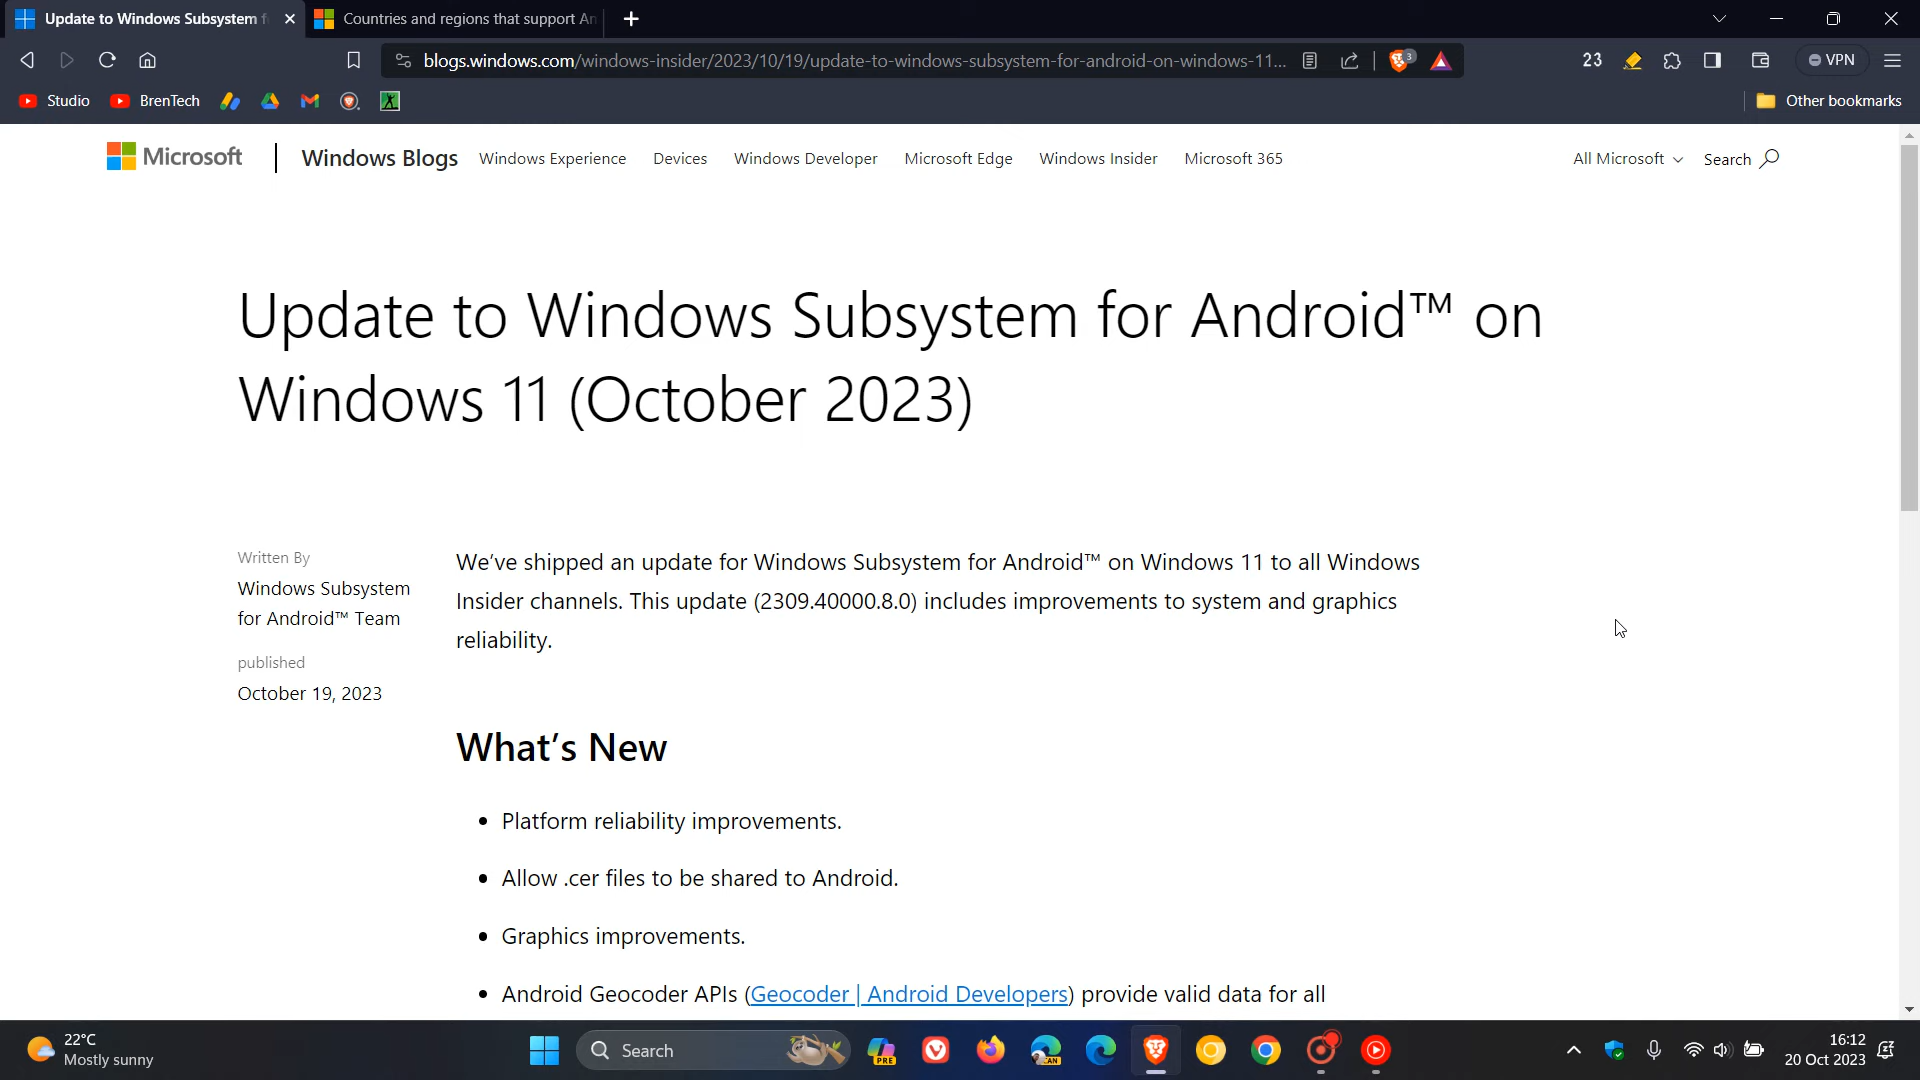 Update to Windows Subsystem f
Countries and regions that support An
blogs.windows.com/windows-insider/2023/10/19/update-to-windows-subsystem-for-android-on-windows-11...
3
23
VPN
Studio
BrenTech
Other bookmarks
Microsoft
Windows Blogs
Windows Experience
Devices
Windows Developer
Microsoft Edge
Windows Insider
Microsoft 365
All Microsoft
Search
Update to Windows Subsystem for Android™ on
Windows 11 (October 2023)
Written By
Windows Subsystem
for Android™ Team
published
October 19, 2023
We’ve shipped an update for Windows Subsystem for Android™ on Windows 11 to all Windows
Insider channels. This update (2309.40000.8.0) includes improvements to system and graphics
reliability.
What’s New
• Platform reliability improvements.
• Allow .cer files to be shared to Android.
• Graphics improvements.
• Android Geocoder APIs (Geocoder | Android Developers) provide valid data for all
22°C
Mostly sunny
Search
PRE
CAN
16:12
20 Oct 2023